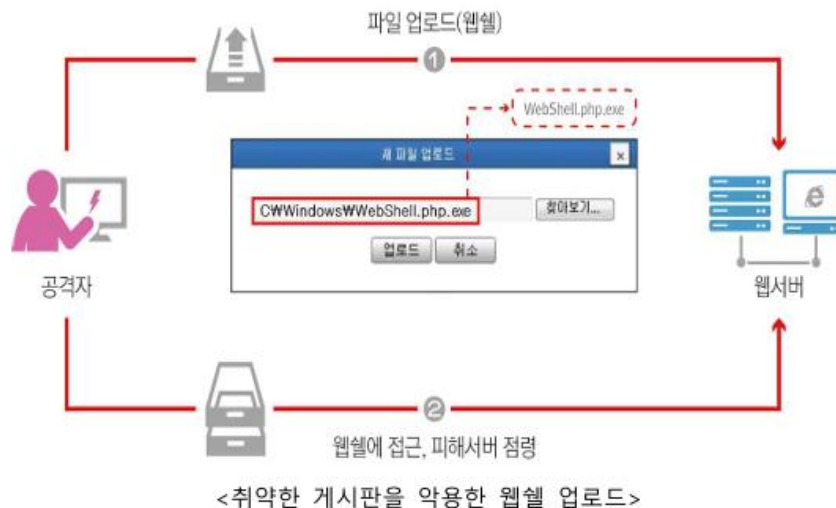 파일 업로드(웹쉘)
1
WebShell.php.exe
새 파일 업로드
x
C₩Windows₩WebShell.php.exe
찾아보기...
업로드
취소
공격자
웹서버
2
웹쉘에 접근, 피해서버 점령
<취약한 게시판을 악용한 웹쉘 업로드>